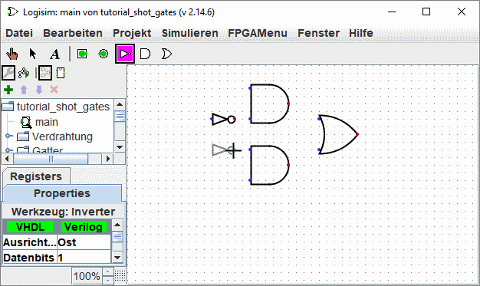 Logisim: main von tutorial_shot_gates (v 2.14.6)
Datei Bearbeiten Projekt Simulieren FPGAMenu Fenster Hilfe
A
tutorial_shot_gates
main
Verdrahtung
Gatter
Registers
Properties
Werkzeug: Inverter
VHDL Verilog
Ausricht... Ost
Datenbits 1
100%